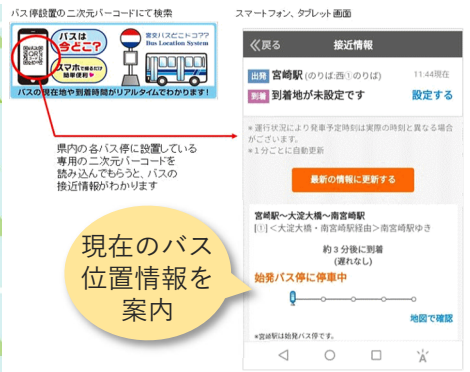 バス停設置の二次元バーコードにて検索
バスは
今どこ?
スマホで撮るだけ
簡単便利
宮交バスどこトコア?
Bus Location System
バスの現在地や到着時間がリアルタイムでわかります!
県内の各バス停に設置している
専用の二次元バーコードを
読み込んでもらうと、バスの
接近情報がわかります
現在のバス
位置情報を
案内
スマートフォン、タブレット画面
戻る
接近情報
出発 宮崎駅 (のりば:西①のりば) 11:44現在
到着 到着地が未設定です 設定する
*運行状況により発車予定時刻は実際の時刻と異なる場合
がございます。
*1分ごとに自動更新
最新の情報に更新する
宮崎駅~大淀大橋~南宮崎駅
[①]<大淀大橋・南宮崎駅経由>南宮崎駅ゆき
約3分後に到着
(遅れなし)
始発バス停に停車中
地図で確認
*宮崎駅は始発バス停です。